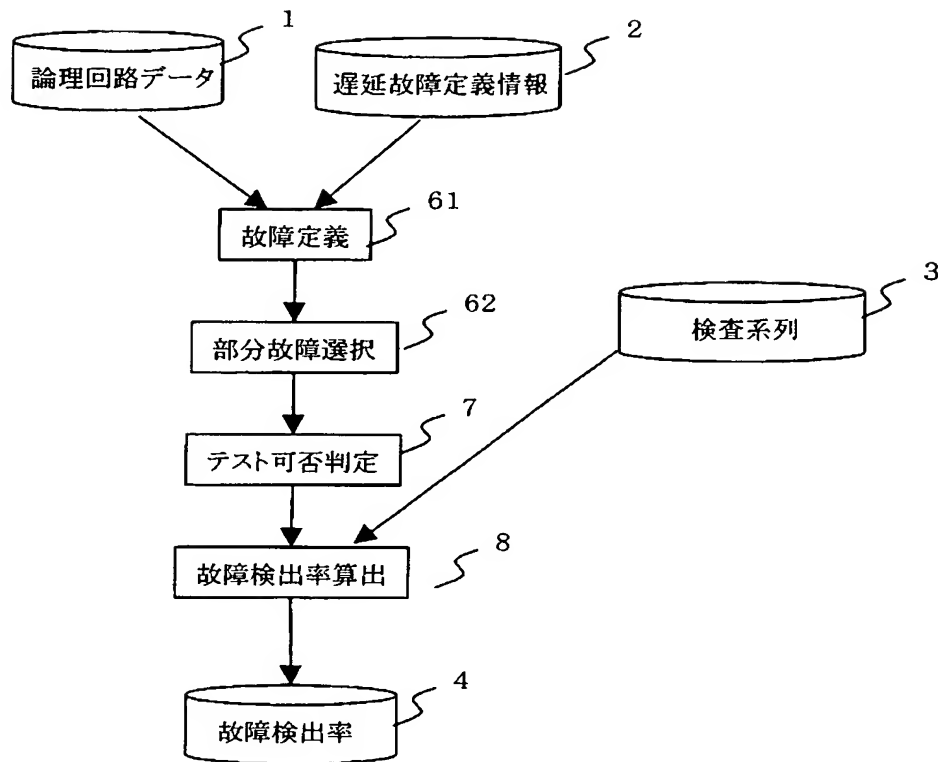 1
論理回路データ
2
遅延故障定義情報
61
故障定義
62
部分故障選択
3
検査系列
7
テスト可否判定
8
故障検出率算出
4
故障検出率